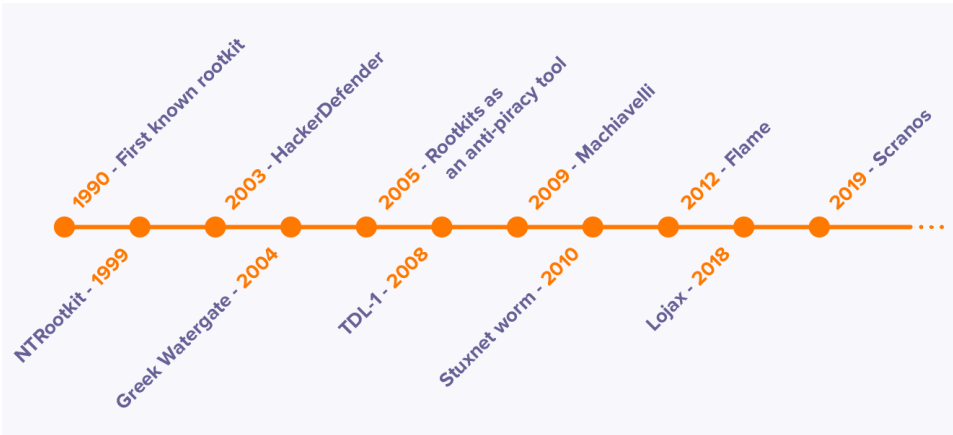 1990 - First known rootkit
NTRootkit - 1999
2003 - HackerDefender
Greek Watergate - 2004
2005 - Rootkits as
an anti-piracy tool
TDL-1 - 2008
2009 - Machiavelli
Stuxnet worm - 2010
2012 - Flame
Lojax - 2018
2019 - Scranos